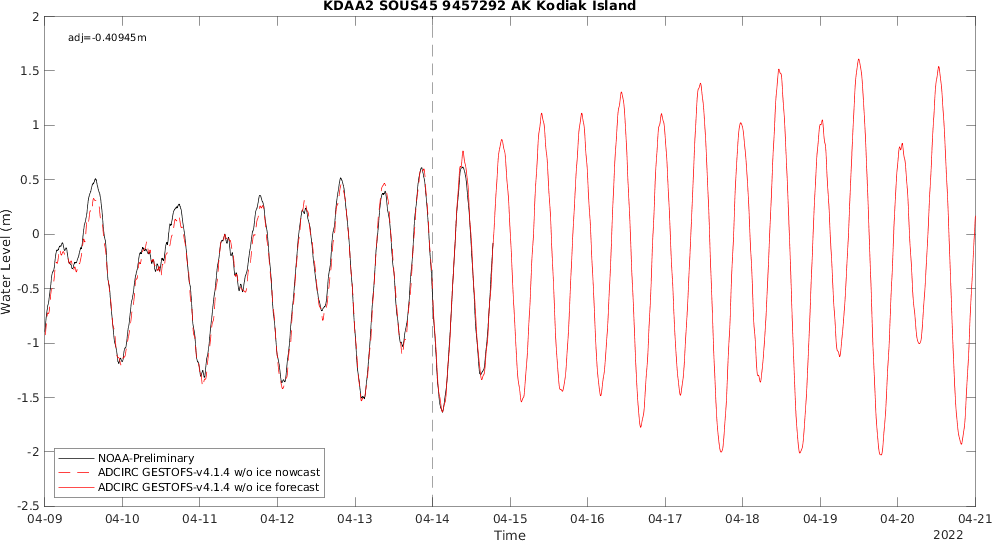 KDAA2 SOUS45 9457292 AK Kodiak Island
adj=-0.40945m
2
1.5
1
0.5
0
-0.5
-1
-1.5
-2
-2.5
Water Level (m)
NOAA-Preliminary
ADCIRC GESTOFS-v4.1.4 w/o ice nowcast
ADCIRC GESTOFS-v4.1.4 w/o ice forecast
04-09 04-10 04-11 04-12 04-13 04-14 04-15 04-16 04-17 04-18 04-19 04-20 04-21
Time
2022